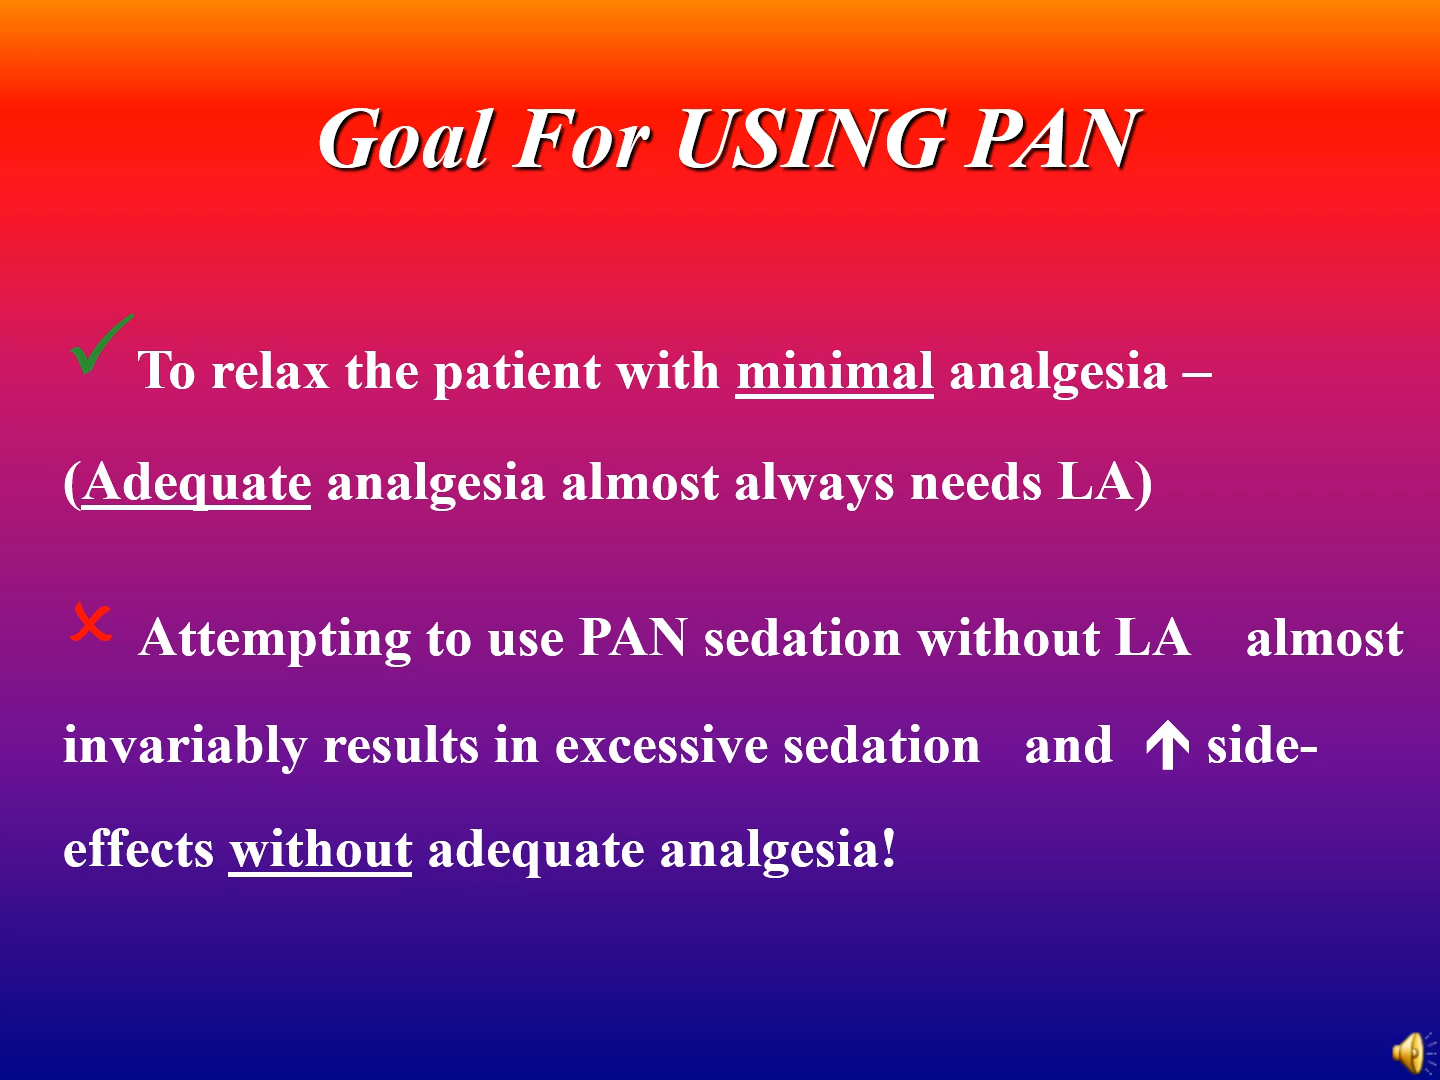 Goal For USING PAN
✓To relax the patient with minimal analgesia –
(Adequate analgesia almost always needs LA)
✗ Attempting to use PAN sedation without LA almost
invariably results in excessive sedation and ↑ side-
effects without adequate analgesia!